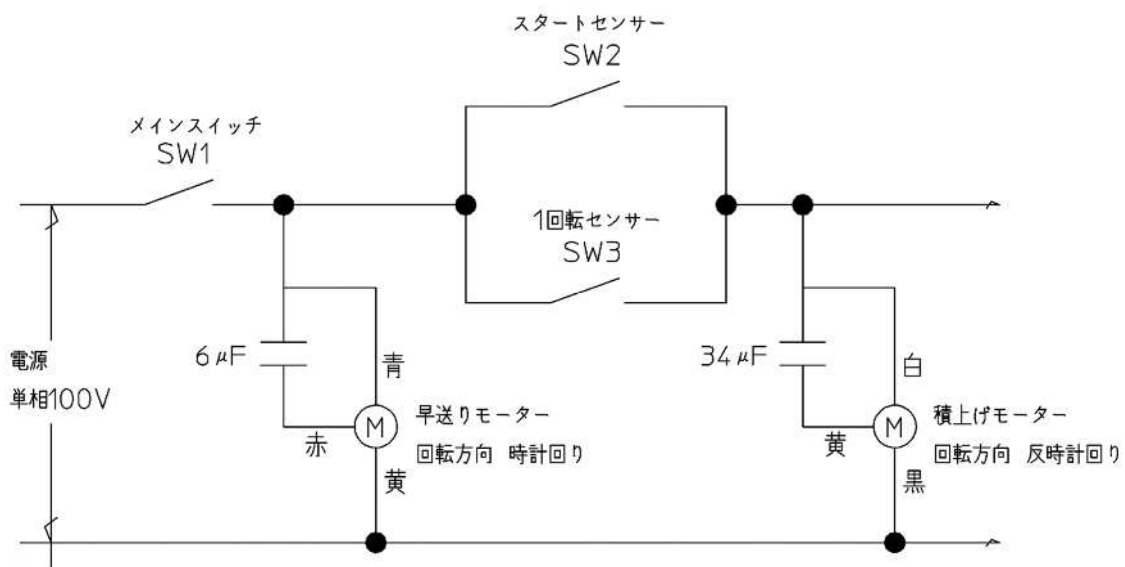 スタートセンサー
SW2
メインスイッチ
SW1
1回転センサー
SW3
電源
単相100V
6μF
青
赤
M
黄
早送りモーター
回転方向 時計回り
34μF
白
黄
M
黒
積上げモーター
回転方向 反時計回り